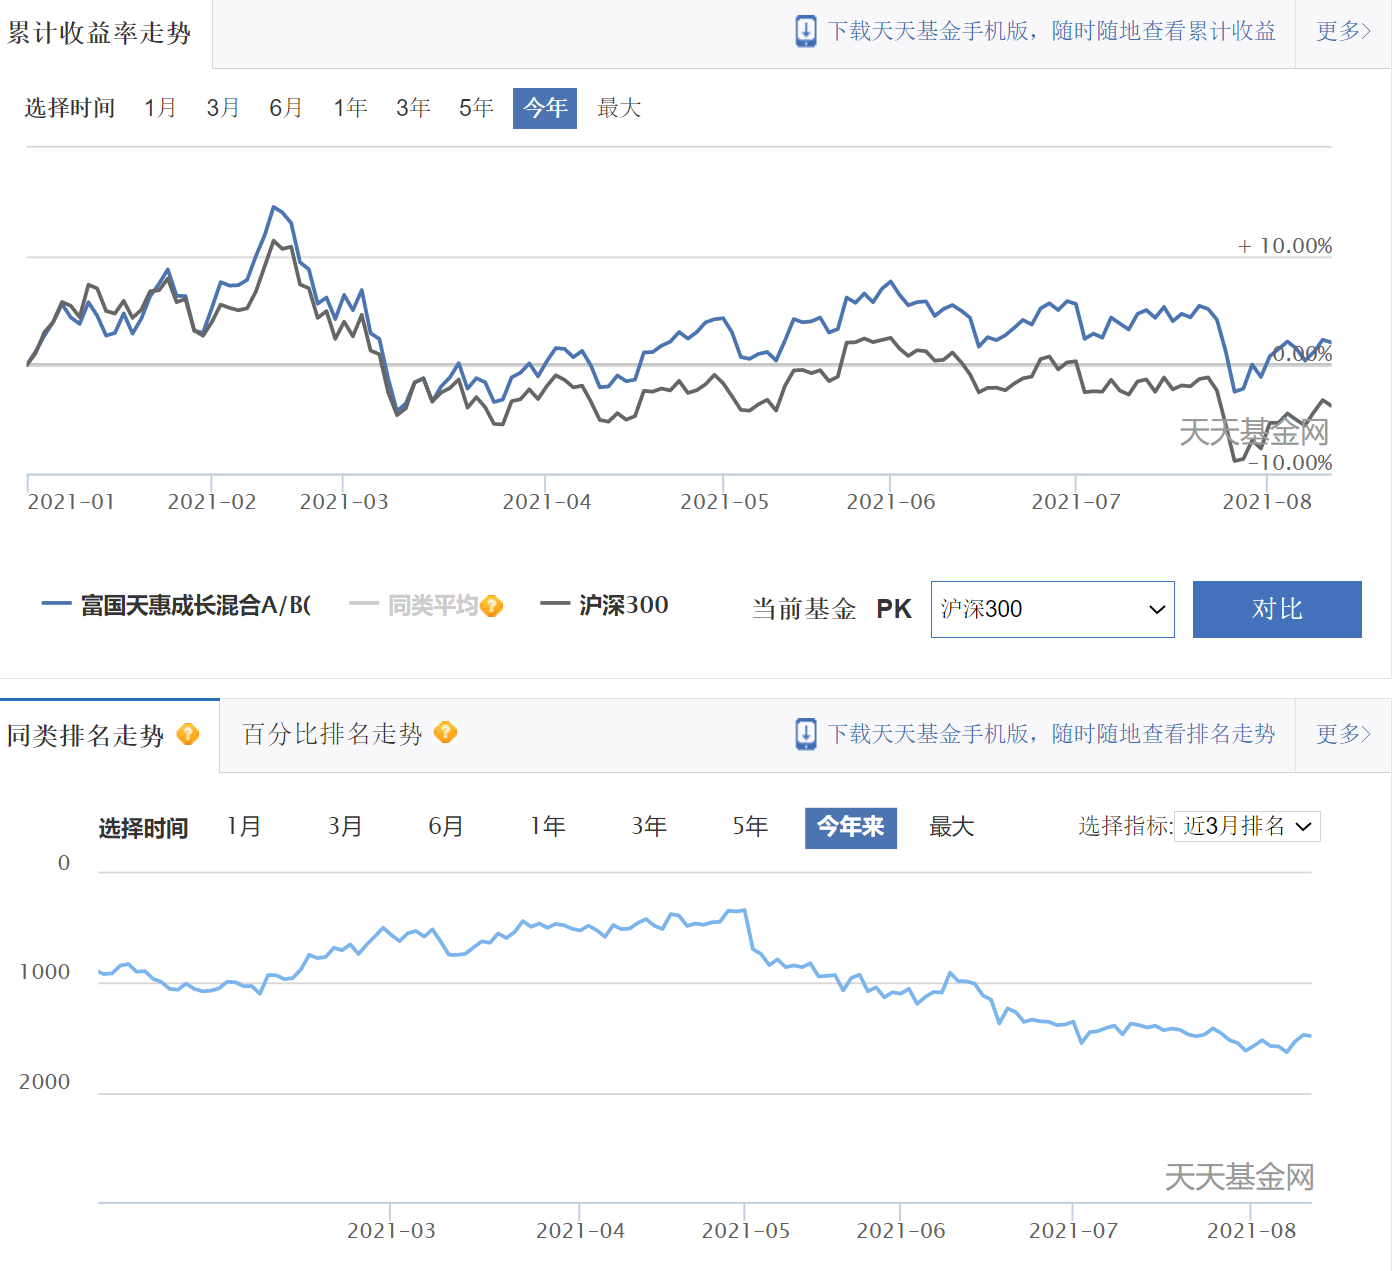 累计收益率走势 下载天天基金手机版，随时随地查看累计收益 更多>
选择时间 1月 3月 6月 1年 3年 5年 今年 最大
+ 10.00%
0.00%
天天基金网
-10.00%
2021-01 2021-02 2021-03 2021-04 2021-05 2021-06 2021-07 2021-08
富国天惠成长混合A/B( 同类平均? 沪深300 当前基金 PK 沪深300 对比
同类排名走势 ? 百分比排名走势 ? 下载天天基金手机版，随时随地查看排名走势 更多>
选择时间 1月 3月 6月 1年 3年 5年 今年来 最大 选择指标: 近3月排名
0
1000
2000
天天基金网
2021-03 2021-04 2021-05 2021-06 2021-07 2021-08